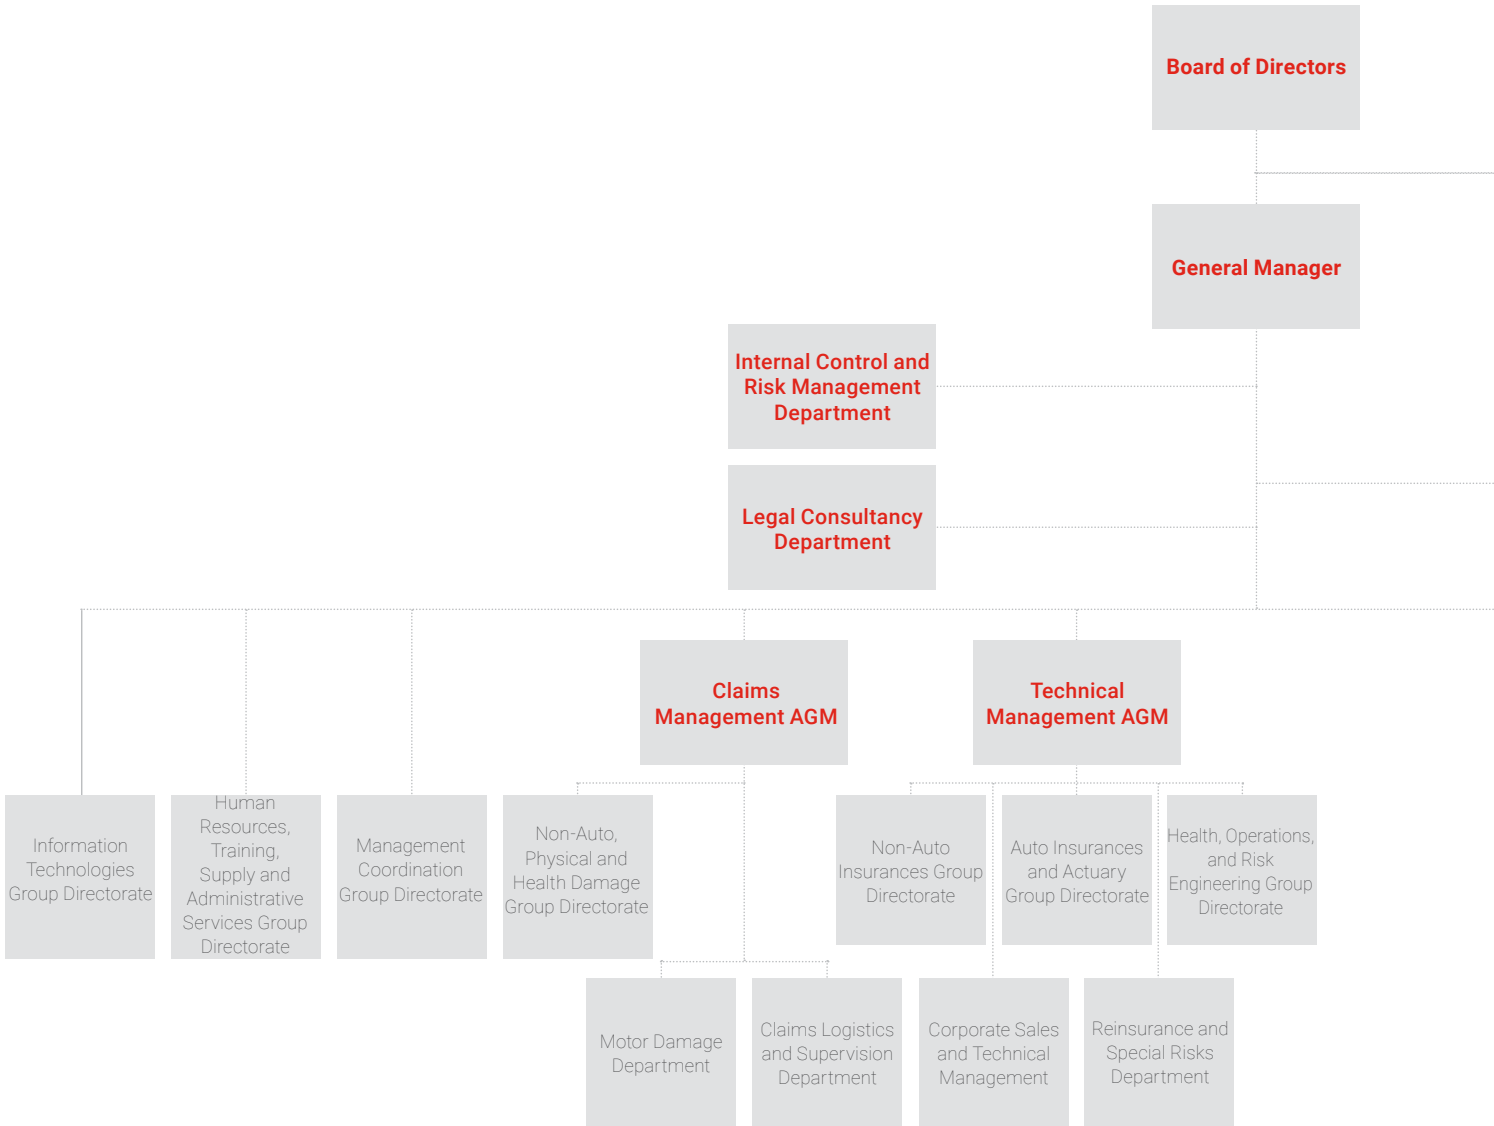 Board of Directors
General Manager
Internal Control and
Risk Management
Department
Legal Consultancy
Department
Claims
Management AGM
Technical
Management AGM
Information
Technologies
Group Directorate
Human
Resources,
Training,
Supply and
Administrative
Services Group
Directorate
Management
Coordination
Group Directorate
Non-Auto,
Physical and
Health Damage
Group Directorate
Non-Auto
Insurances Group
Directorate
Auto Insurances
and Actuary
Group Directorate
Health, Operations,
and Risk
Engineering Group
Directorate
Motor Damage
Department
Claims Logistics
and Supervision
Department
Corporate Sales
and Technical
Management
Reinsurance and
Special Risks
Department